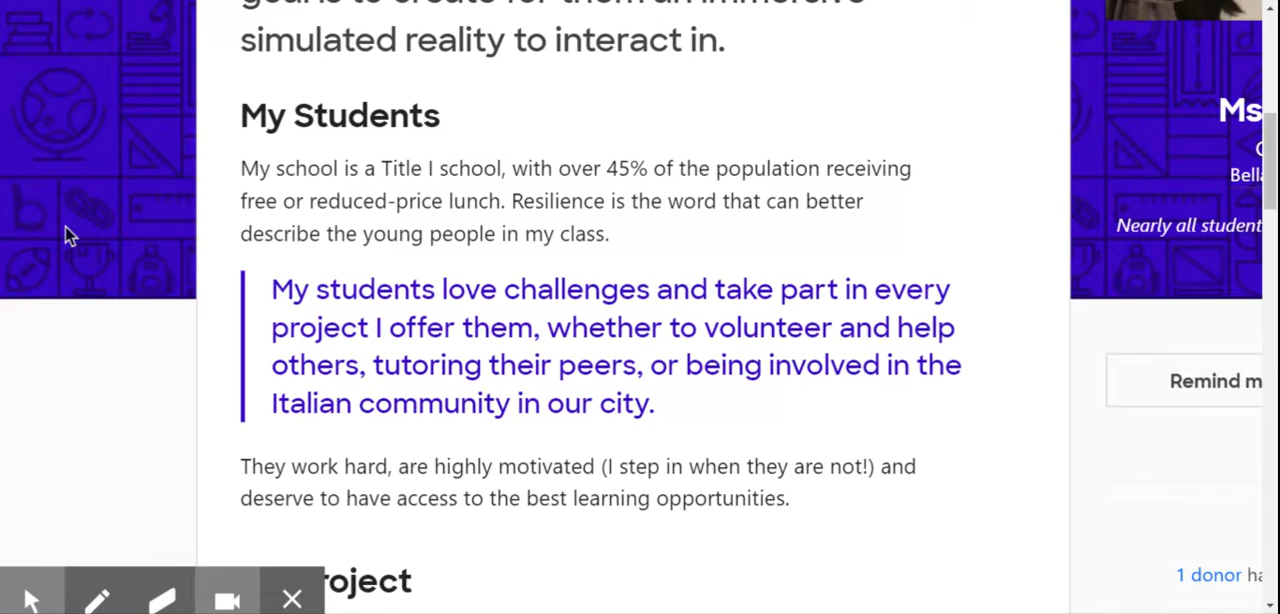 simulated reality to interact in.
My Students
My school is a Title I school, with over 45% of the population receiving
free or reduced-price lunch. Resilience is the word that can better
describe the young people in my class.
My students love challenges and take part in every
project I offer them, whether to volunteer and help
others, tutoring their peers, or being involved in the
Italian community in our city.
They work hard, are highly motivated (I step in when they are not!) and
deserve to have access to the best learning opportunities.
roject
Ms
Bella
Nearly all student
Remind m
1 donor ha